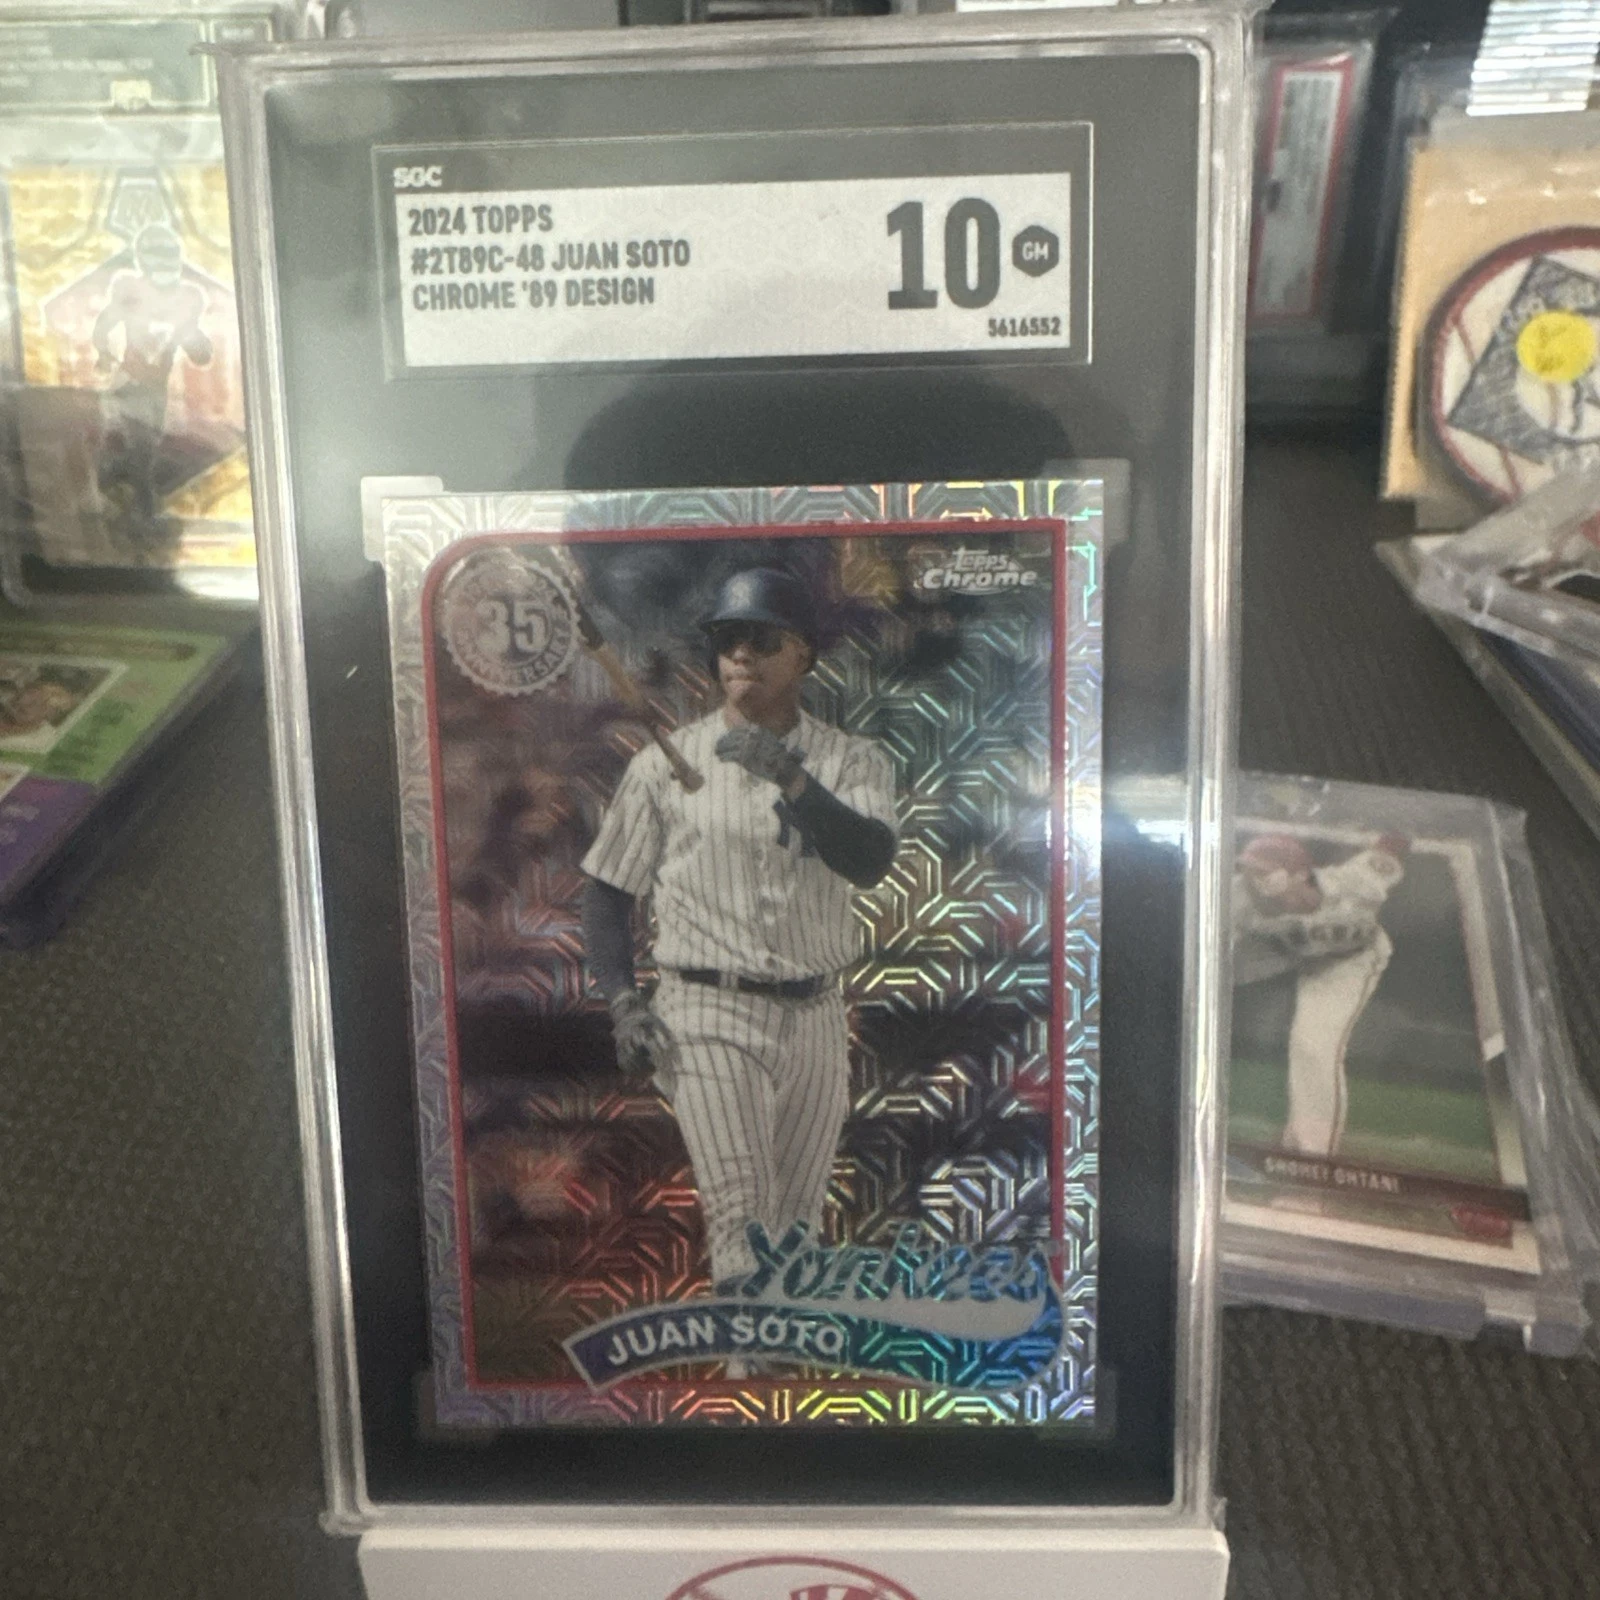 SGC
2024 TOPPS
#2T89C-48 JUAN SOTO
CHROME '89 DESIGN
10
GM
5616552
Topps
Chrome
35
ANNIVERSARY
Yankees
JUAN SOTO
SHOHEI OHTANI